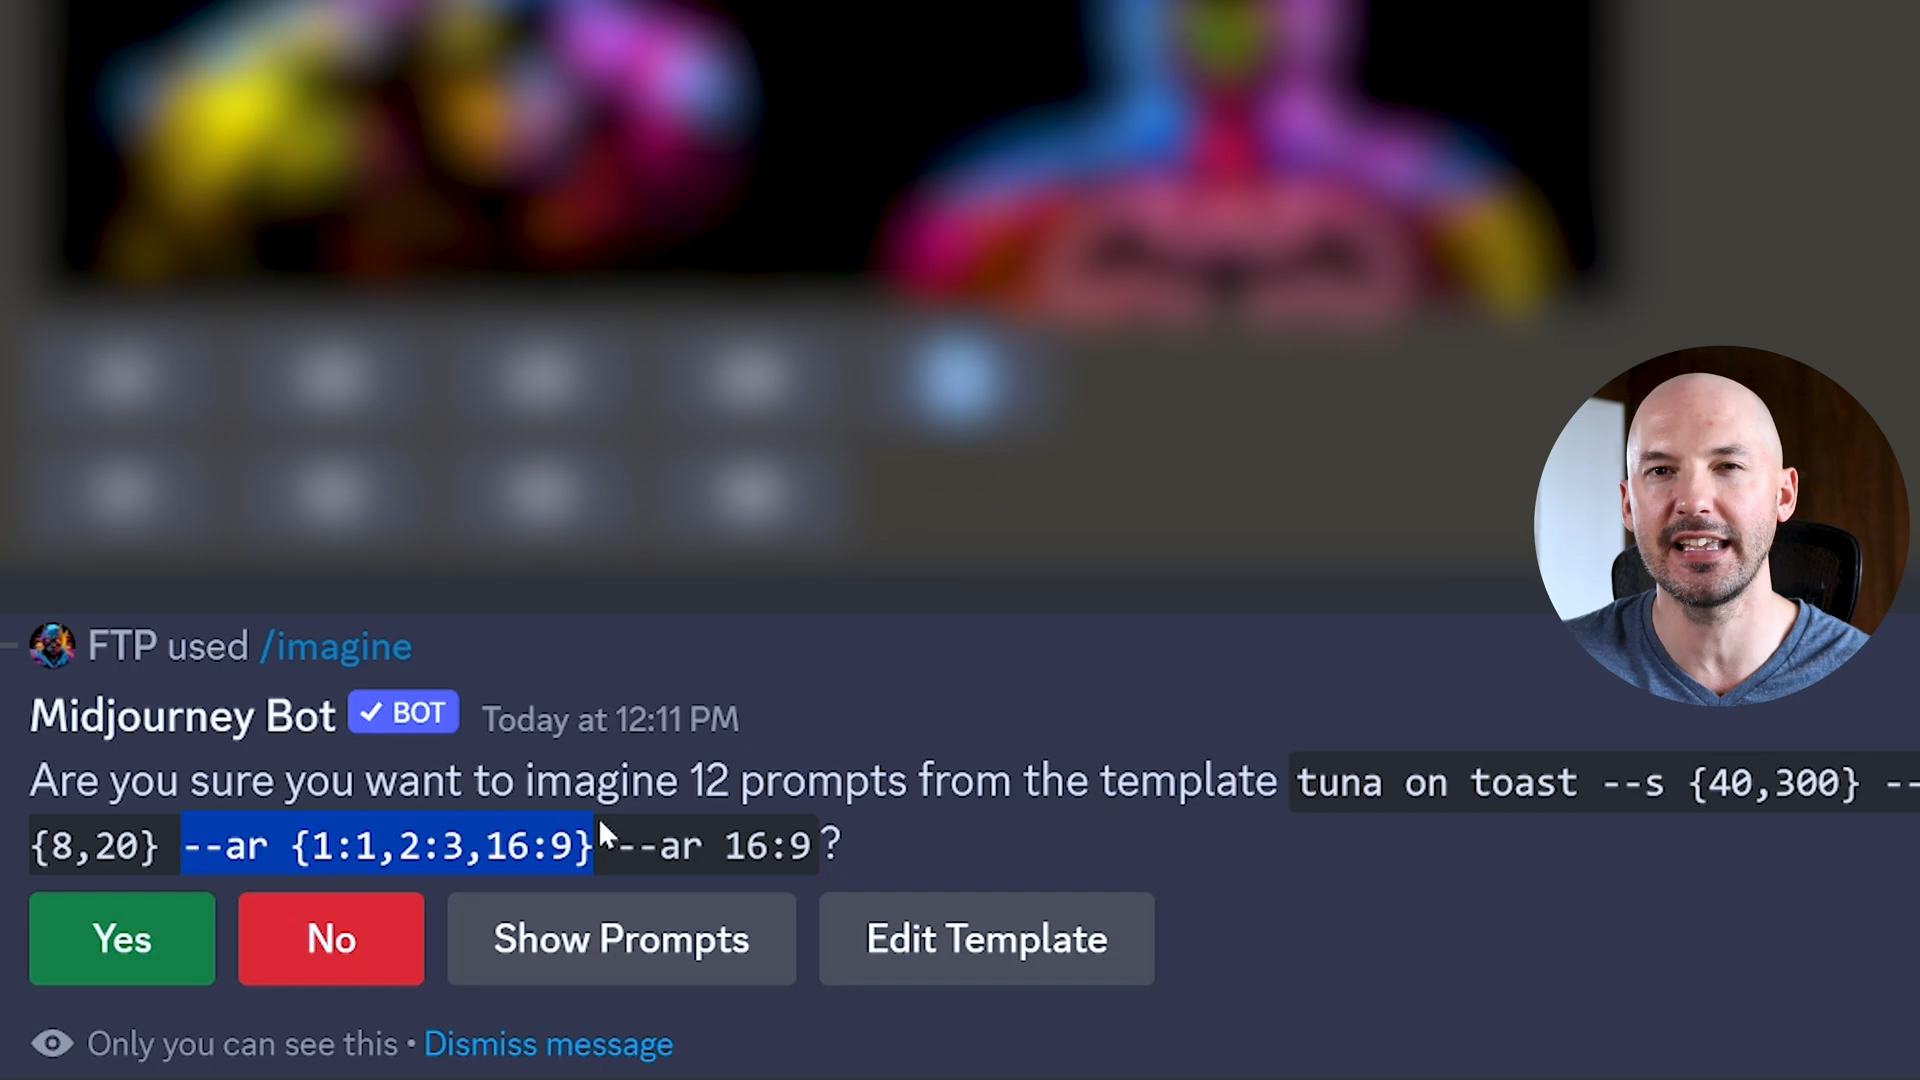 FTP used /imagine
Midjourney Bot ✓ BOT Today at 12:11 PM
Are you sure you want to imagine 12 prompts from the template tuna on toast --s {40,300} --
{8,20} --ar {1:1,2:3,16:9} --ar 16:9?
Yes No Show Prompts Edit Template
Only you can see this • Dismiss message